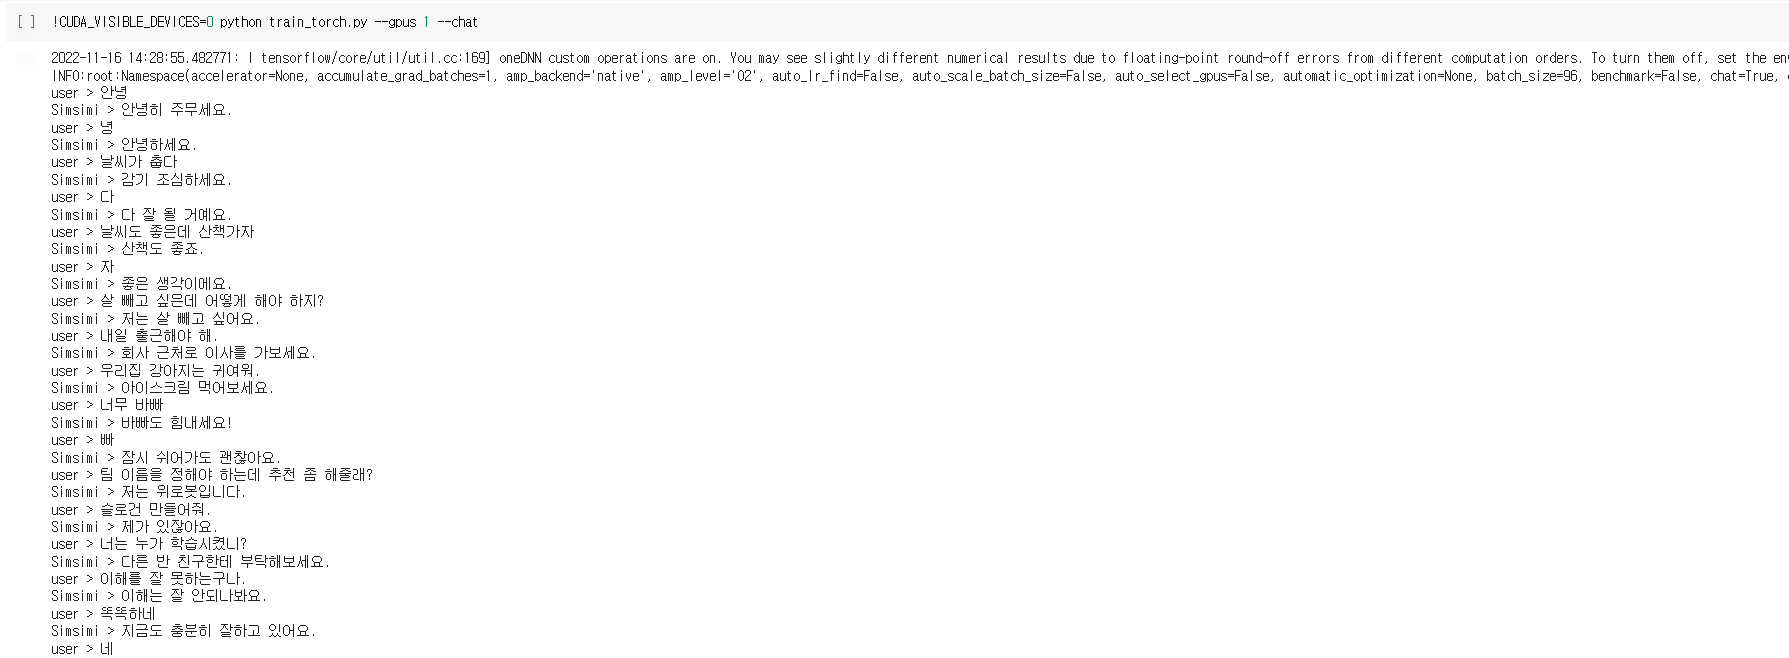 [ ] !CUDA_VISIBLE_DEVICES=0 python train_torch.py --gpus 1 --chat
2022-11-16 14:28:55.482771: I tensorflow/core/util/util.cc:169] oneDNN custom operations are on. You may see slightly different numerical results due to floating-point round-off errors from different computation orders. To turn them off, set the
INFO:root:Namespace(accelerator=None, accumulate_grad_batches=1, amp_backend='native', amp_level='O2', auto_lr_find=False, auto_scale_batch_size=False, auto_select_gpus=False, automatic_optimization=None, batch_size=96, benchmark=False, chat=True,
user > 안녕
Simsimi > 안녕히 주무세요.
user > 녕
Simsimi > 안녕하세요.
user > 날씨가 춥다
Simsimi > 감기 조심하세요.
user > 다
Simsimi > 다 잘 될 거예요.
user > 날씨도 좋은데 산책가자
Simsimi > 산책도 좋죠.
user > 자
Simsimi > 좋은 생각이에요.
user > 살 빼고 싶은데 어떻게 해야 하지?
Simsimi > 저는 살 빼고 싶어요.
user > 내일 출근해야 해.
Simsimi > 회사 근처로 이사를 가보세요.
user > 우리집 강아지는 귀여워.
Simsimi > 아이스크림 먹어보세요.
user > 너무 바빠
Simsimi > 바빠도 힘내세요!
user > 빠
Simsimi > 잠시 쉬어가도 괜찮아요.
user > 팀 이름을 정해야 하는데 추천 좀 해줄래?
Simsimi > 저는 위로봇입니다.
user > 슬로건 만들어줘.
Simsimi > 제가 있잖아요.
user > 너는 누가 학습시켰니?
Simsimi > 다른 반 친구한테 부탁해보세요.
user > 이해를 잘 못하는구나.
Simsimi > 이해는 잘 안되나봐요.
user > 똑똑하네
Simsimi > 지금도 충분히 잘하고 있어요.
user > 네